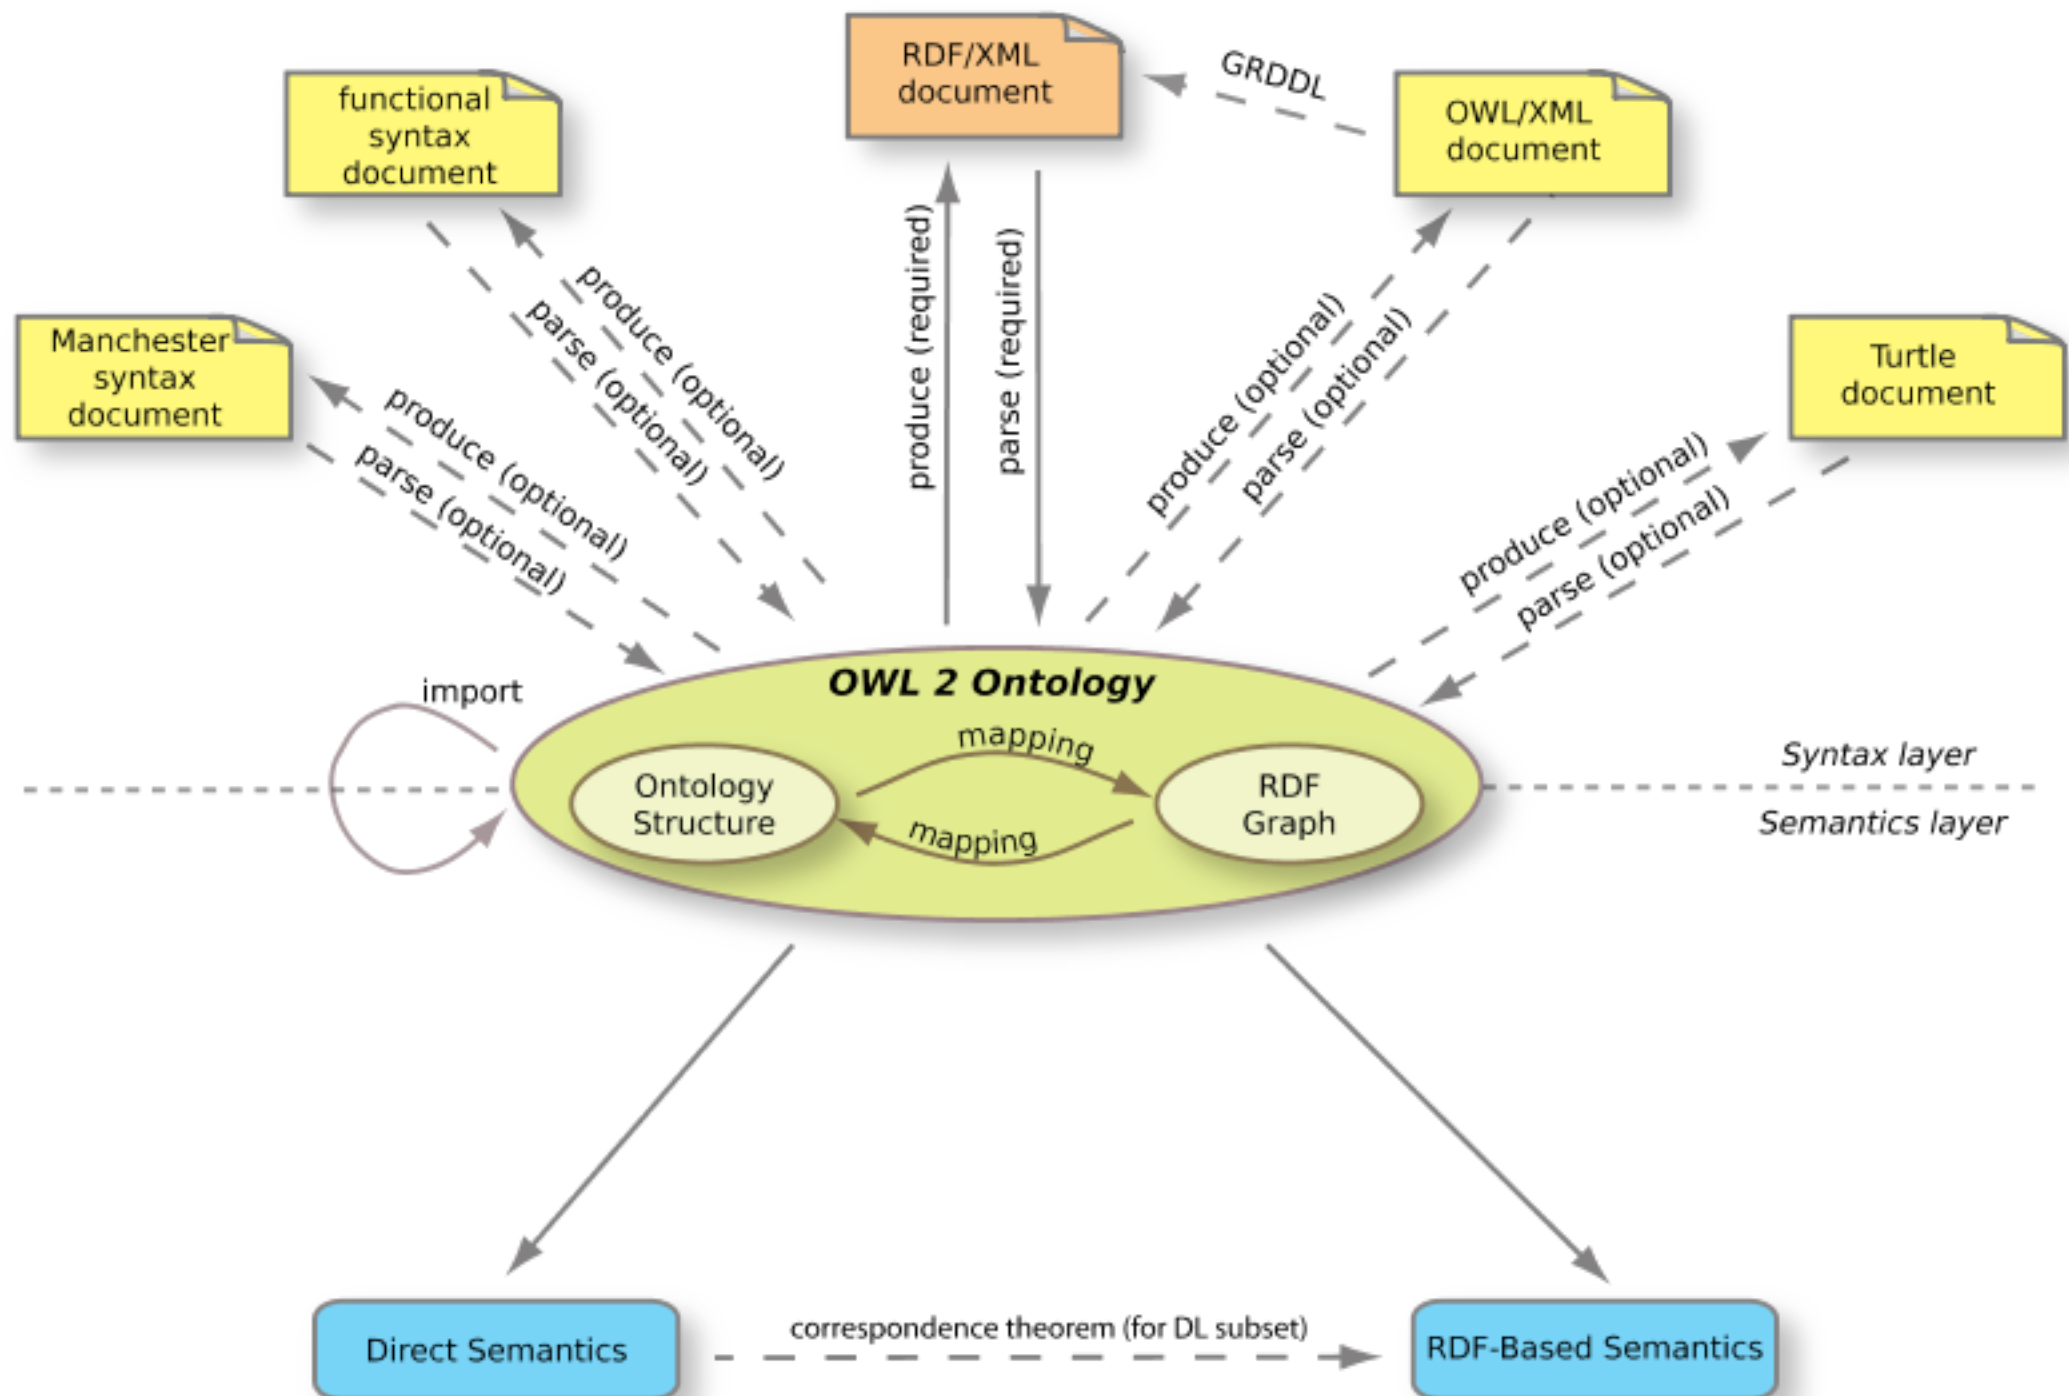 RDF/XML
document
GRDDL
functional
syntax
document
OWL/XML
document
Manchester
syntax
document
Turtle
document
produce (optional)
parse (optional)
produce (optional)
parse (optional)
produce (required)
parse (required)
produce (optional)
parse (optional)
produce (optional)
parse (optional)
import
OWL 2 Ontology
mapping
Ontology
Structure
RDF
Graph
mapping
Syntax layer
Semantics layer
Direct Semantics
correspondence theorem (for DL subset)
RDF-Based Semantics